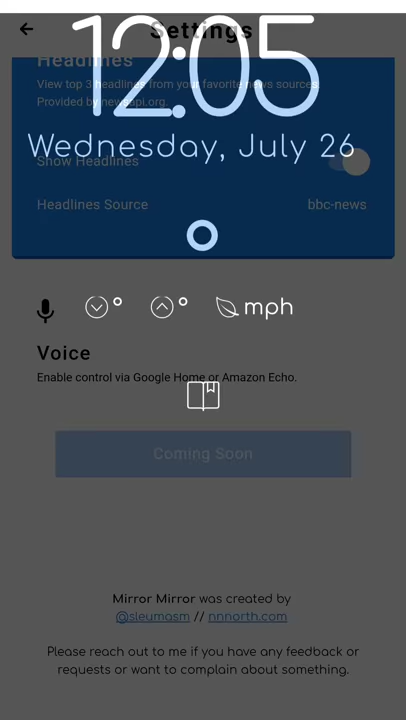 Settings
12:05
Headlines
View top 3 headlines from your favorite news sources.
Provided by newsapi.org.
Wednesday, July 26
Show Headlines
Headlines Source bbc-news
° ° mph
Voice
Enable control via Google Home or Amazon Echo.
Coming Soon
Mirror Mirror was created by
@sleumasm // nnnorth.com
Please reach out to me if you have any feedback or
requests or want to complain about something.